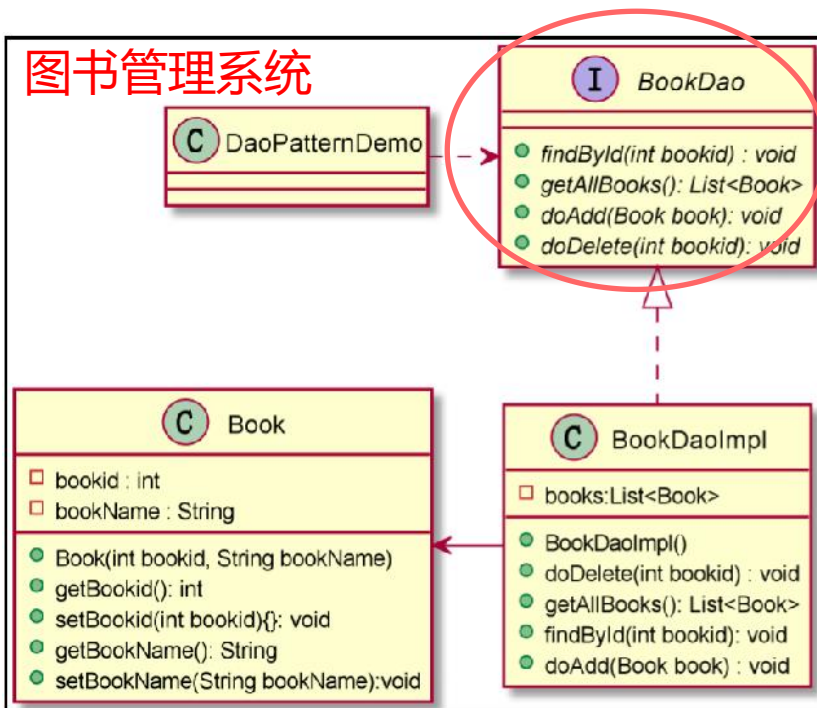 图书管理系统
I BookDao
C DaoPatternDemo
findById(int bookid) : void
getAllBooks(): List<Book>
doAdd(Book book): void
doDelete(int bookid): void
C Book
bookid : int
bookName : String
Book(int bookid, String bookName)
getBookid(): int
setBookid(int bookid){}: void
getBookName(): String
setBookName(String bookName):void
C BookDaoImpl
books:List<Book>
BookDaoImpl()
doDelete(int bookid) : void
getAllBooks(): List<Book>
findById(int bookid): void
doAdd(Book book) : void